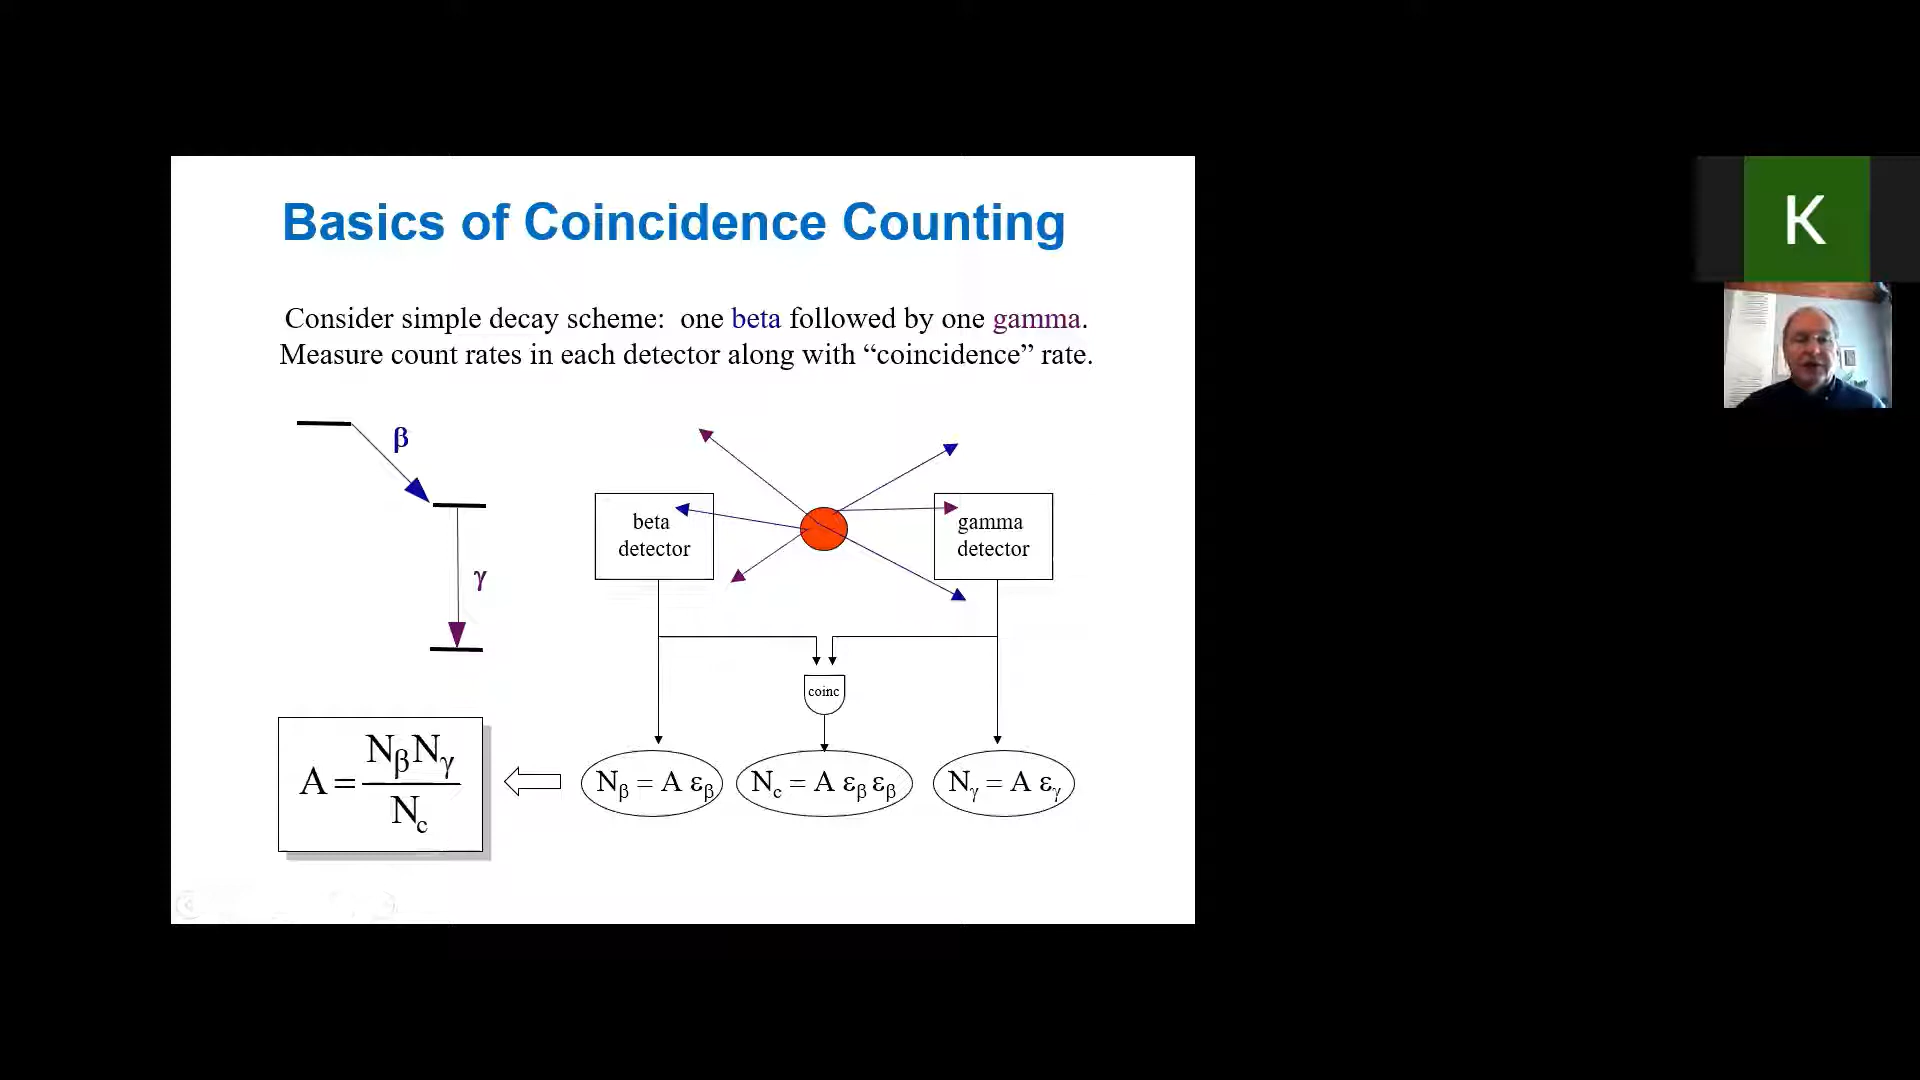 Basics of Coincidence Counting
K
Consider simple decay scheme: one beta followed by one gamma.
Measure count rates in each detector along with “coincidence” rate.
β
γ
beta
detector
gamma
detector
coinc
A = NβNγ / Nc
Nβ = A εβ
Nc = A εβ εβ
Nγ = A εγ